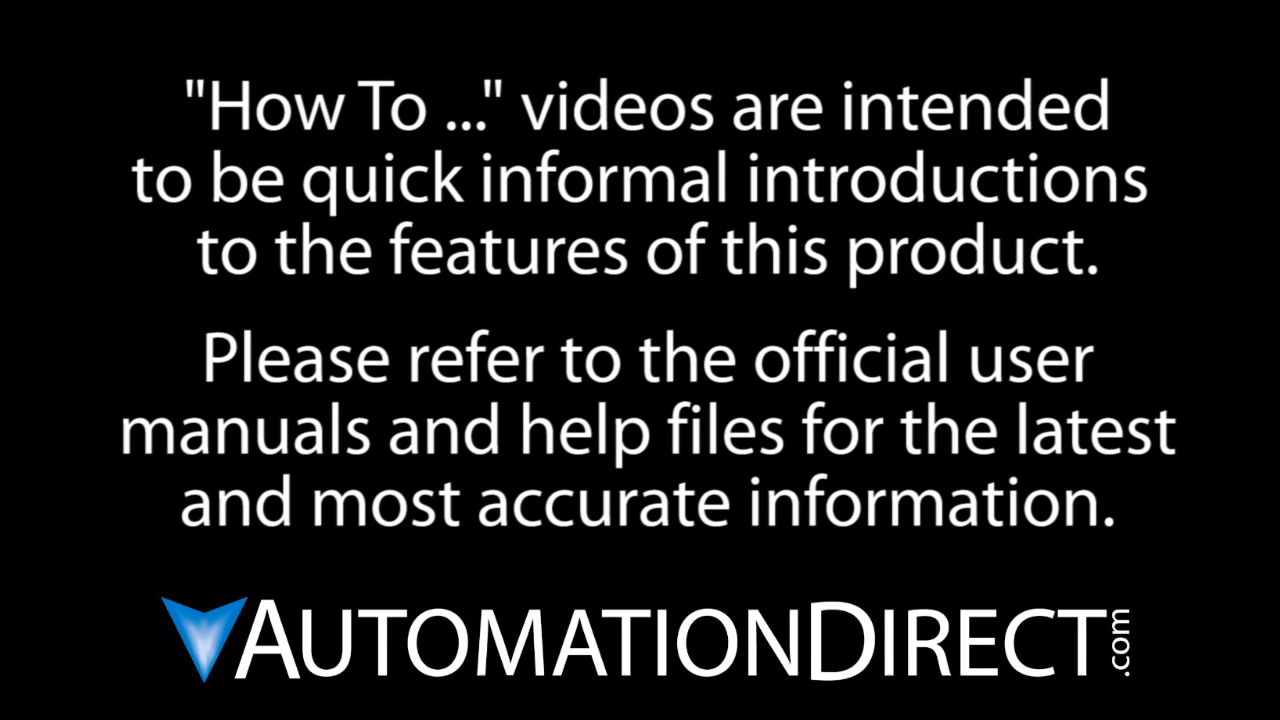 "How To ..." videos are intended
to be quick informal introductions
to the features of this product.
Please refer to the official user
manuals and help files for the latest
and most accurate information.
AUTOMATIONDIRECT.com